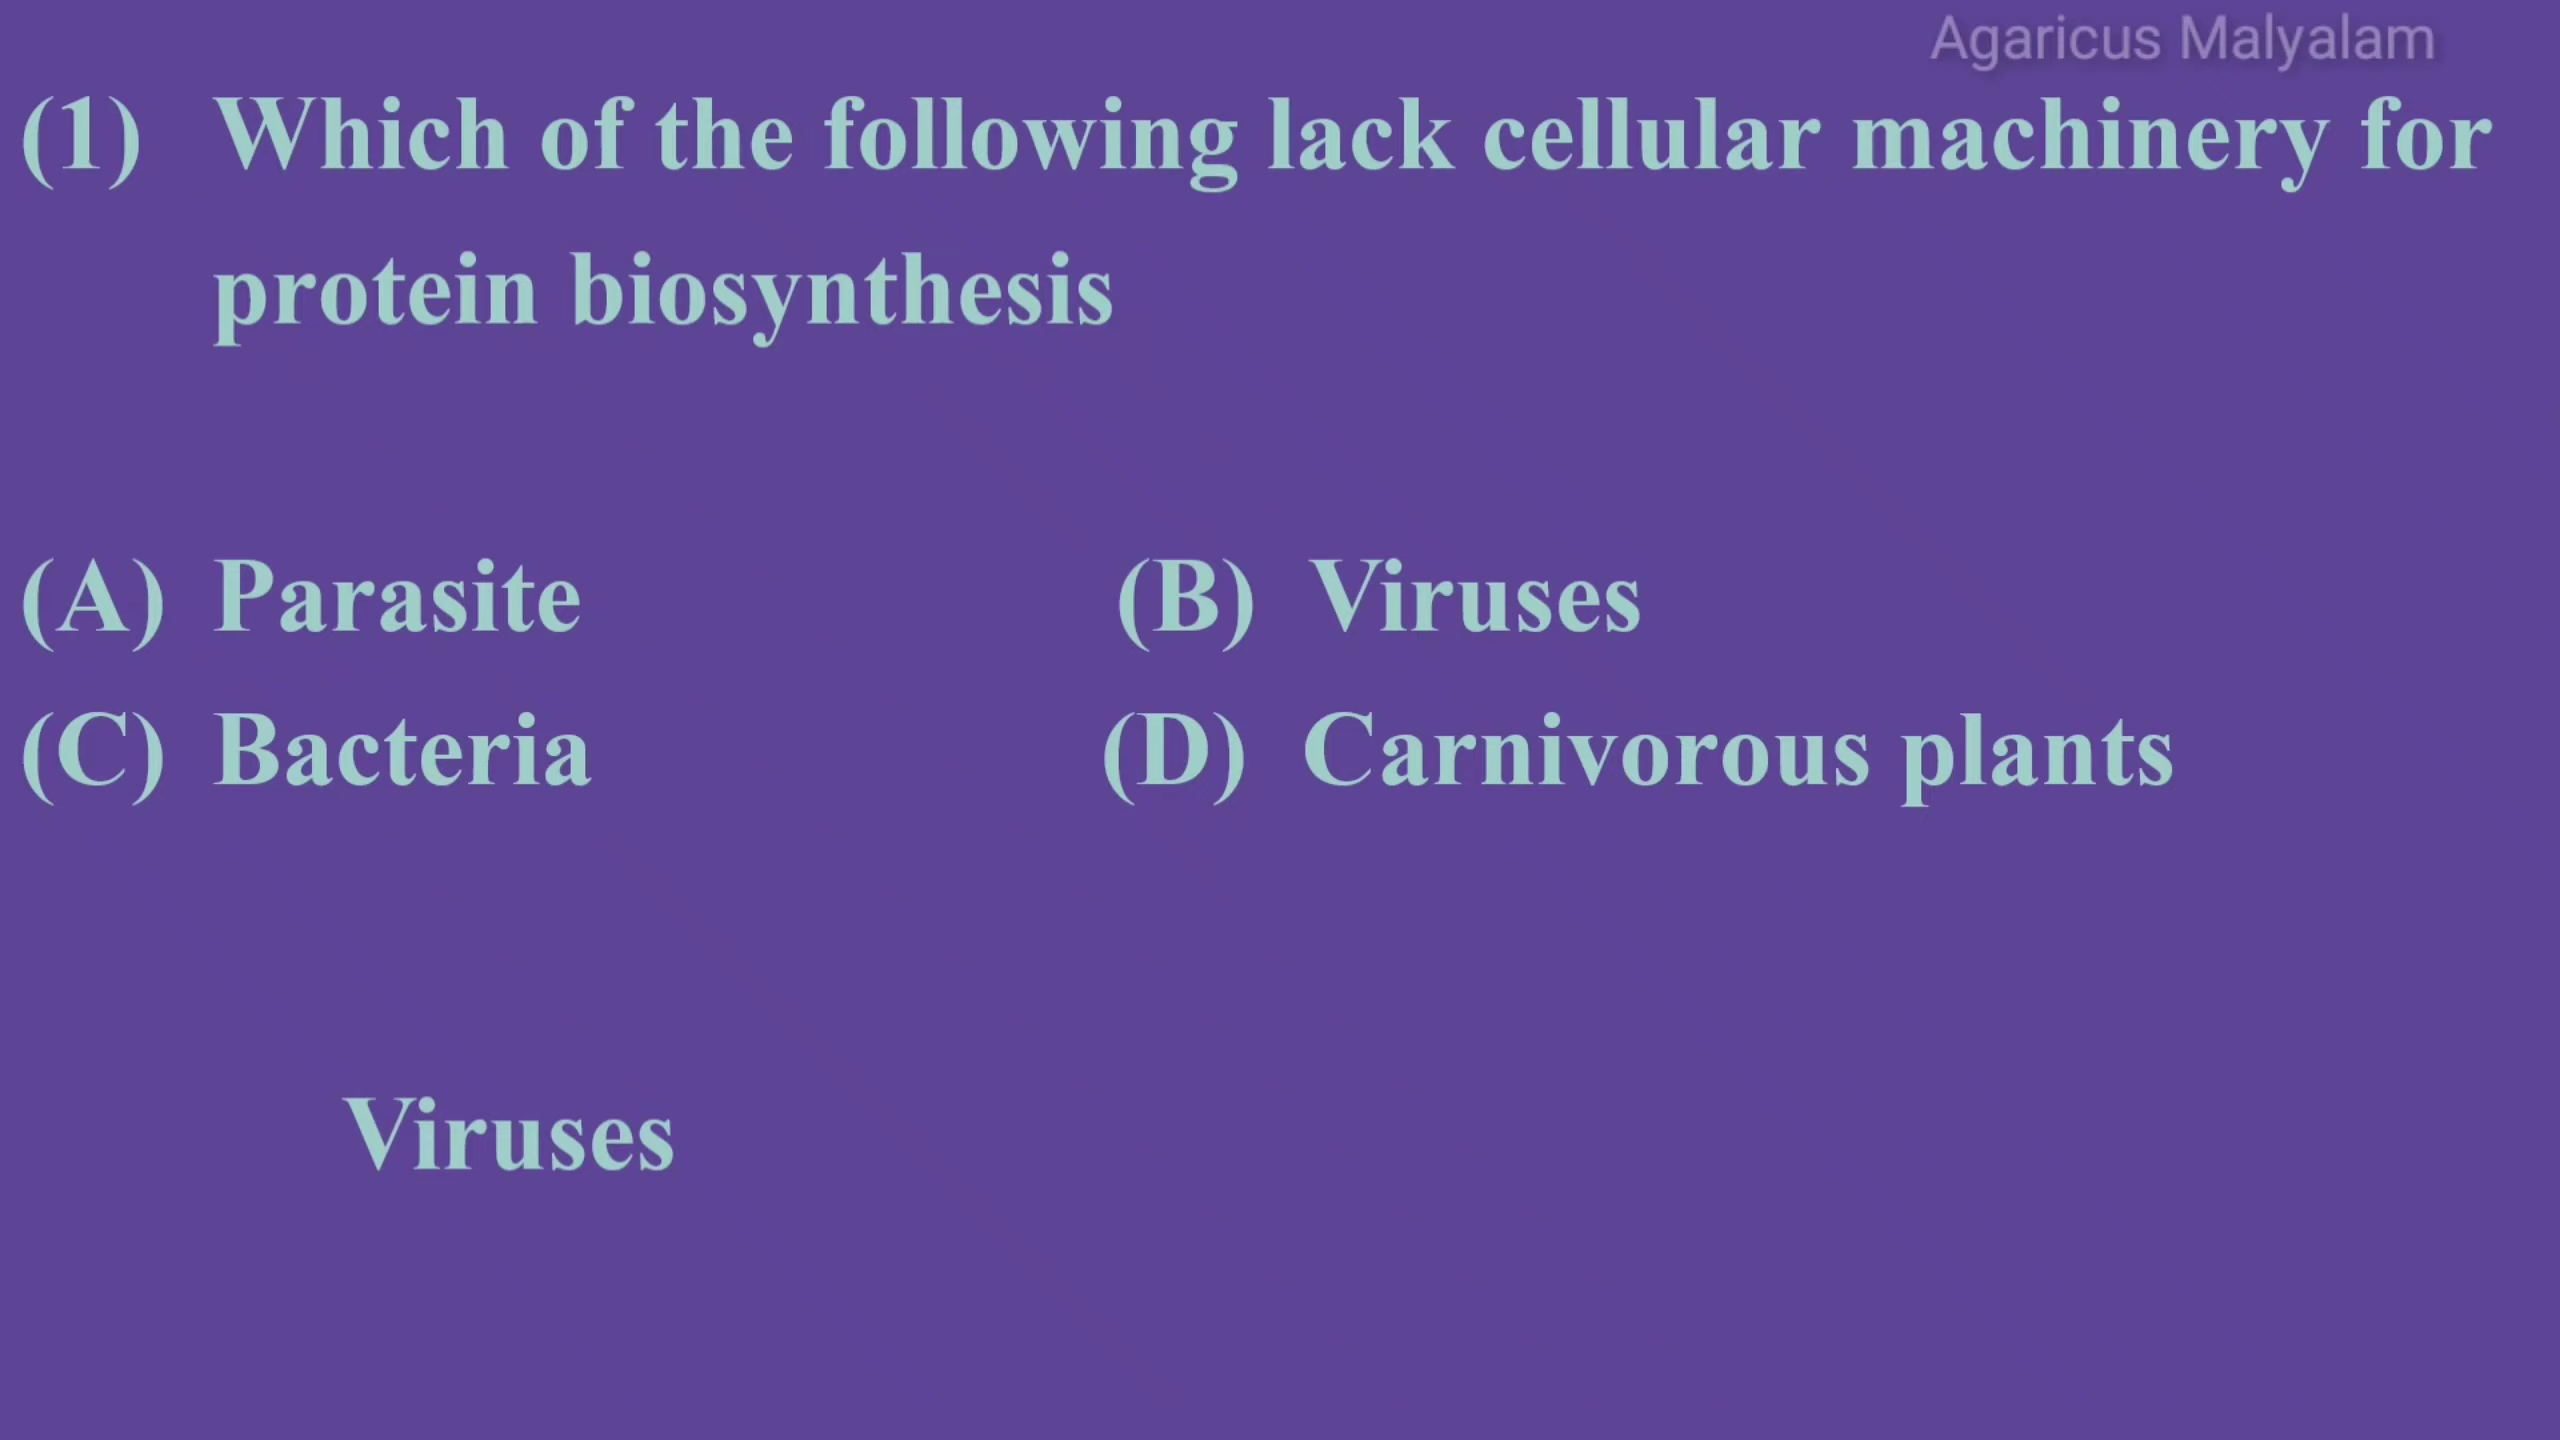 Agaricus Malyalam
(1) Which of the following lack cellular machinery for
protein biosynthesis
(A) Parasite (B) Viruses
(C) Bacteria (D) Carnivorous plants
Viruses